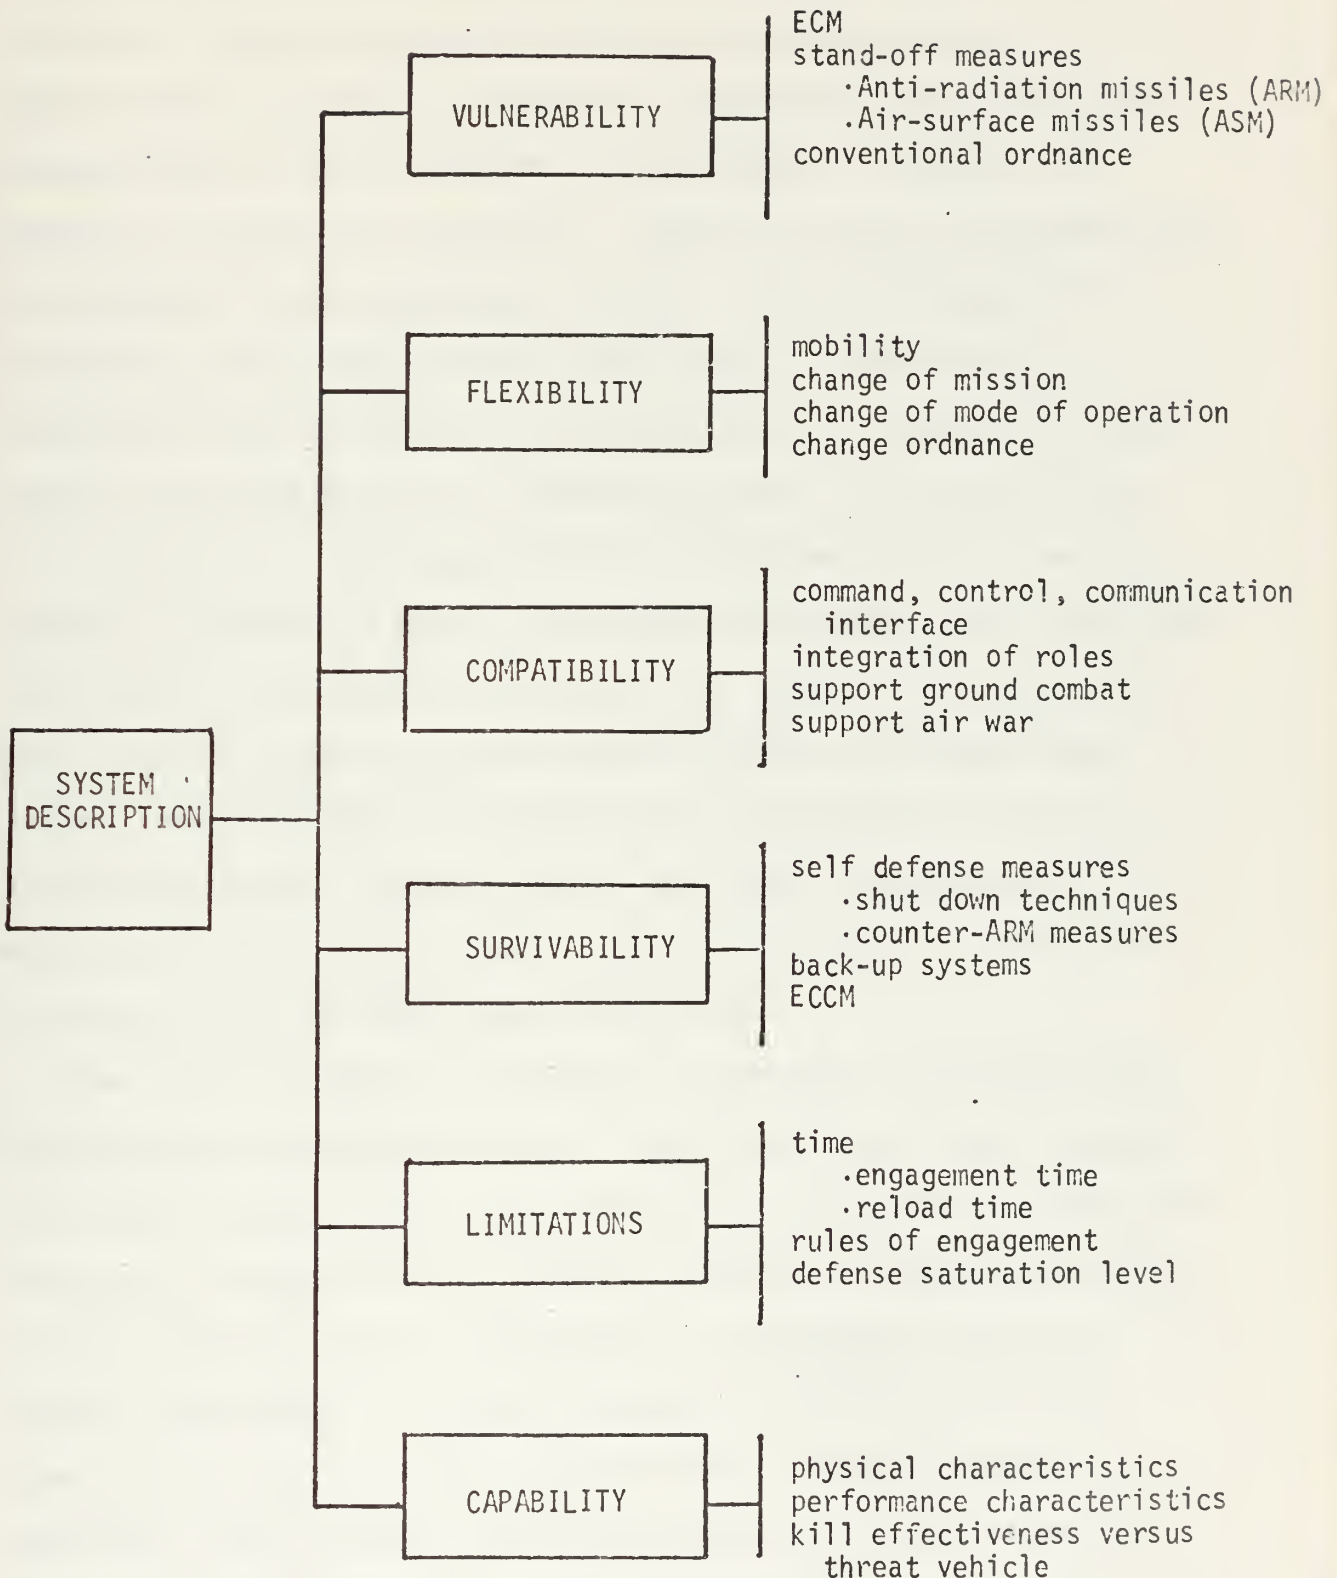 ECM
stand-off measures
·Anti-radiation missiles (ARM)
·Air-surface missiles (ASM)
conventional ordnance
VULNERABILITY
mobility
change of mission
change of mode of operation
change ordnance
FLEXIBILITY
command, control, communication
interface
integration of roles
support ground combat
support air war
COMPATIBILITY
SYSTEM
DESCRIPTION
self defense measures
·shut down techniques
·counter-ARM measures
back-up systems
ECCM
SURVIVABILITY
time
·engagement time
·reload time
rules of engagement
defense saturation level
LIMITATIONS
physical characteristics
performance characteristics
kill effectiveness versus
threat vehicle
CAPABILITY